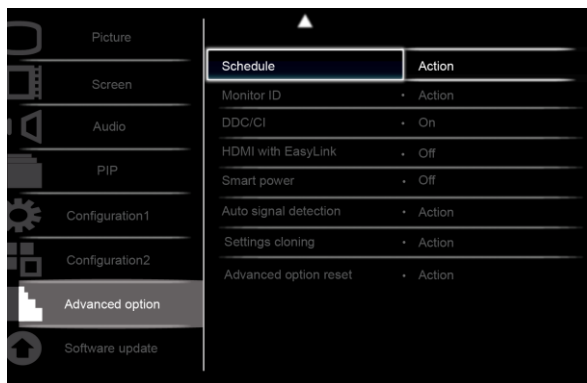 Picture
Screen
Audio
PIP
Configuration1
Configuration2
Advanced option
Software update
Schedule Action
Monitor ID • Action
DDC/CI • On
HDMI with EasyLink • Off
Smart power • Off
Auto signal detection • Action
Settings cloning • Action
Advanced option reset • Action